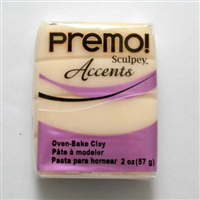 PREMO!
Sculpey
Accents
Oven-Bake Clay
Pâte à modeler
Pasta para hornear 2 oz (57 g)